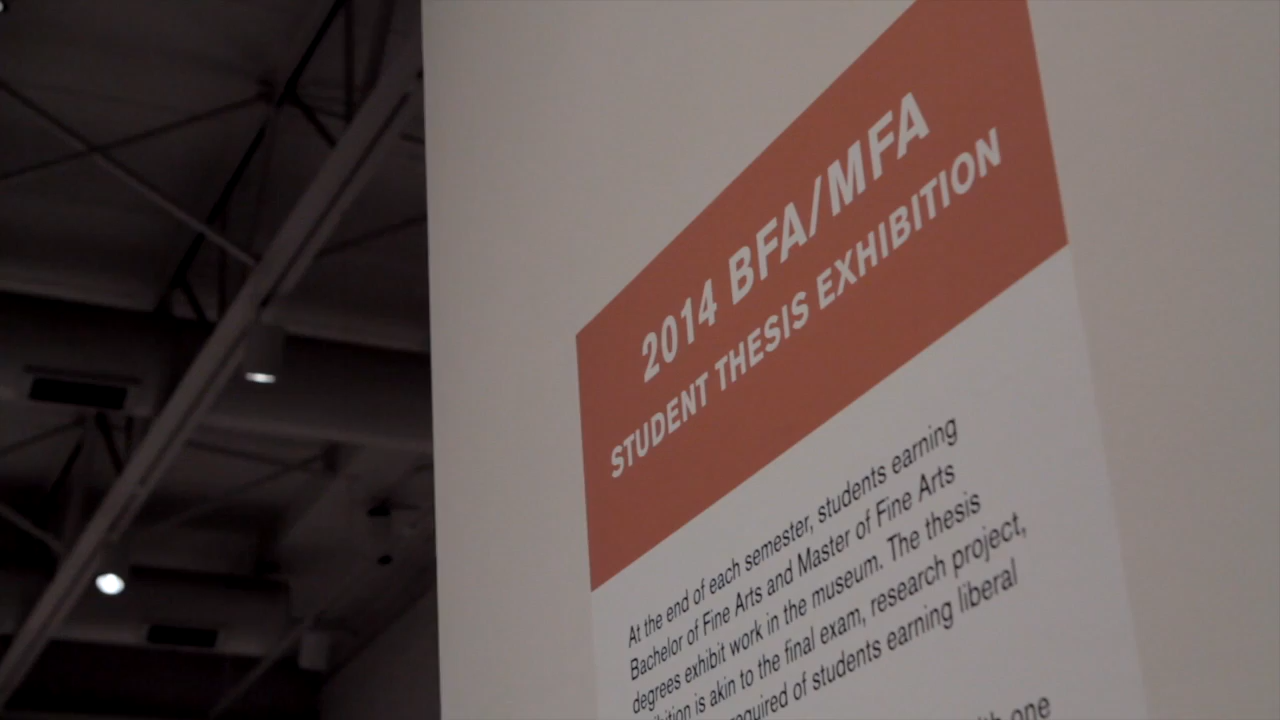 2014 BFA/MFA
STUDENT THESIS EXHIBITION
At the end of each semester, students earning
Bachelor of Fine Arts and Master of Fine Arts
degrees exhibit work in the museum. The thesis
is akin to the final exam, research project,
of students earning liberal
one